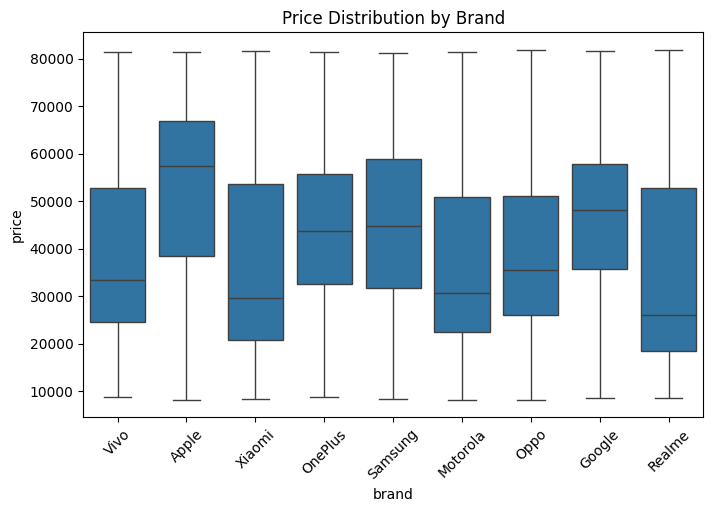 Price Distribution by Brand
price
80000
70000
60000
50000
40000
30000
20000
10000
Vivo
Apple
Xiaomi
OnePlus
Samsung
Motorola
Oppo
Google
Realme
brand